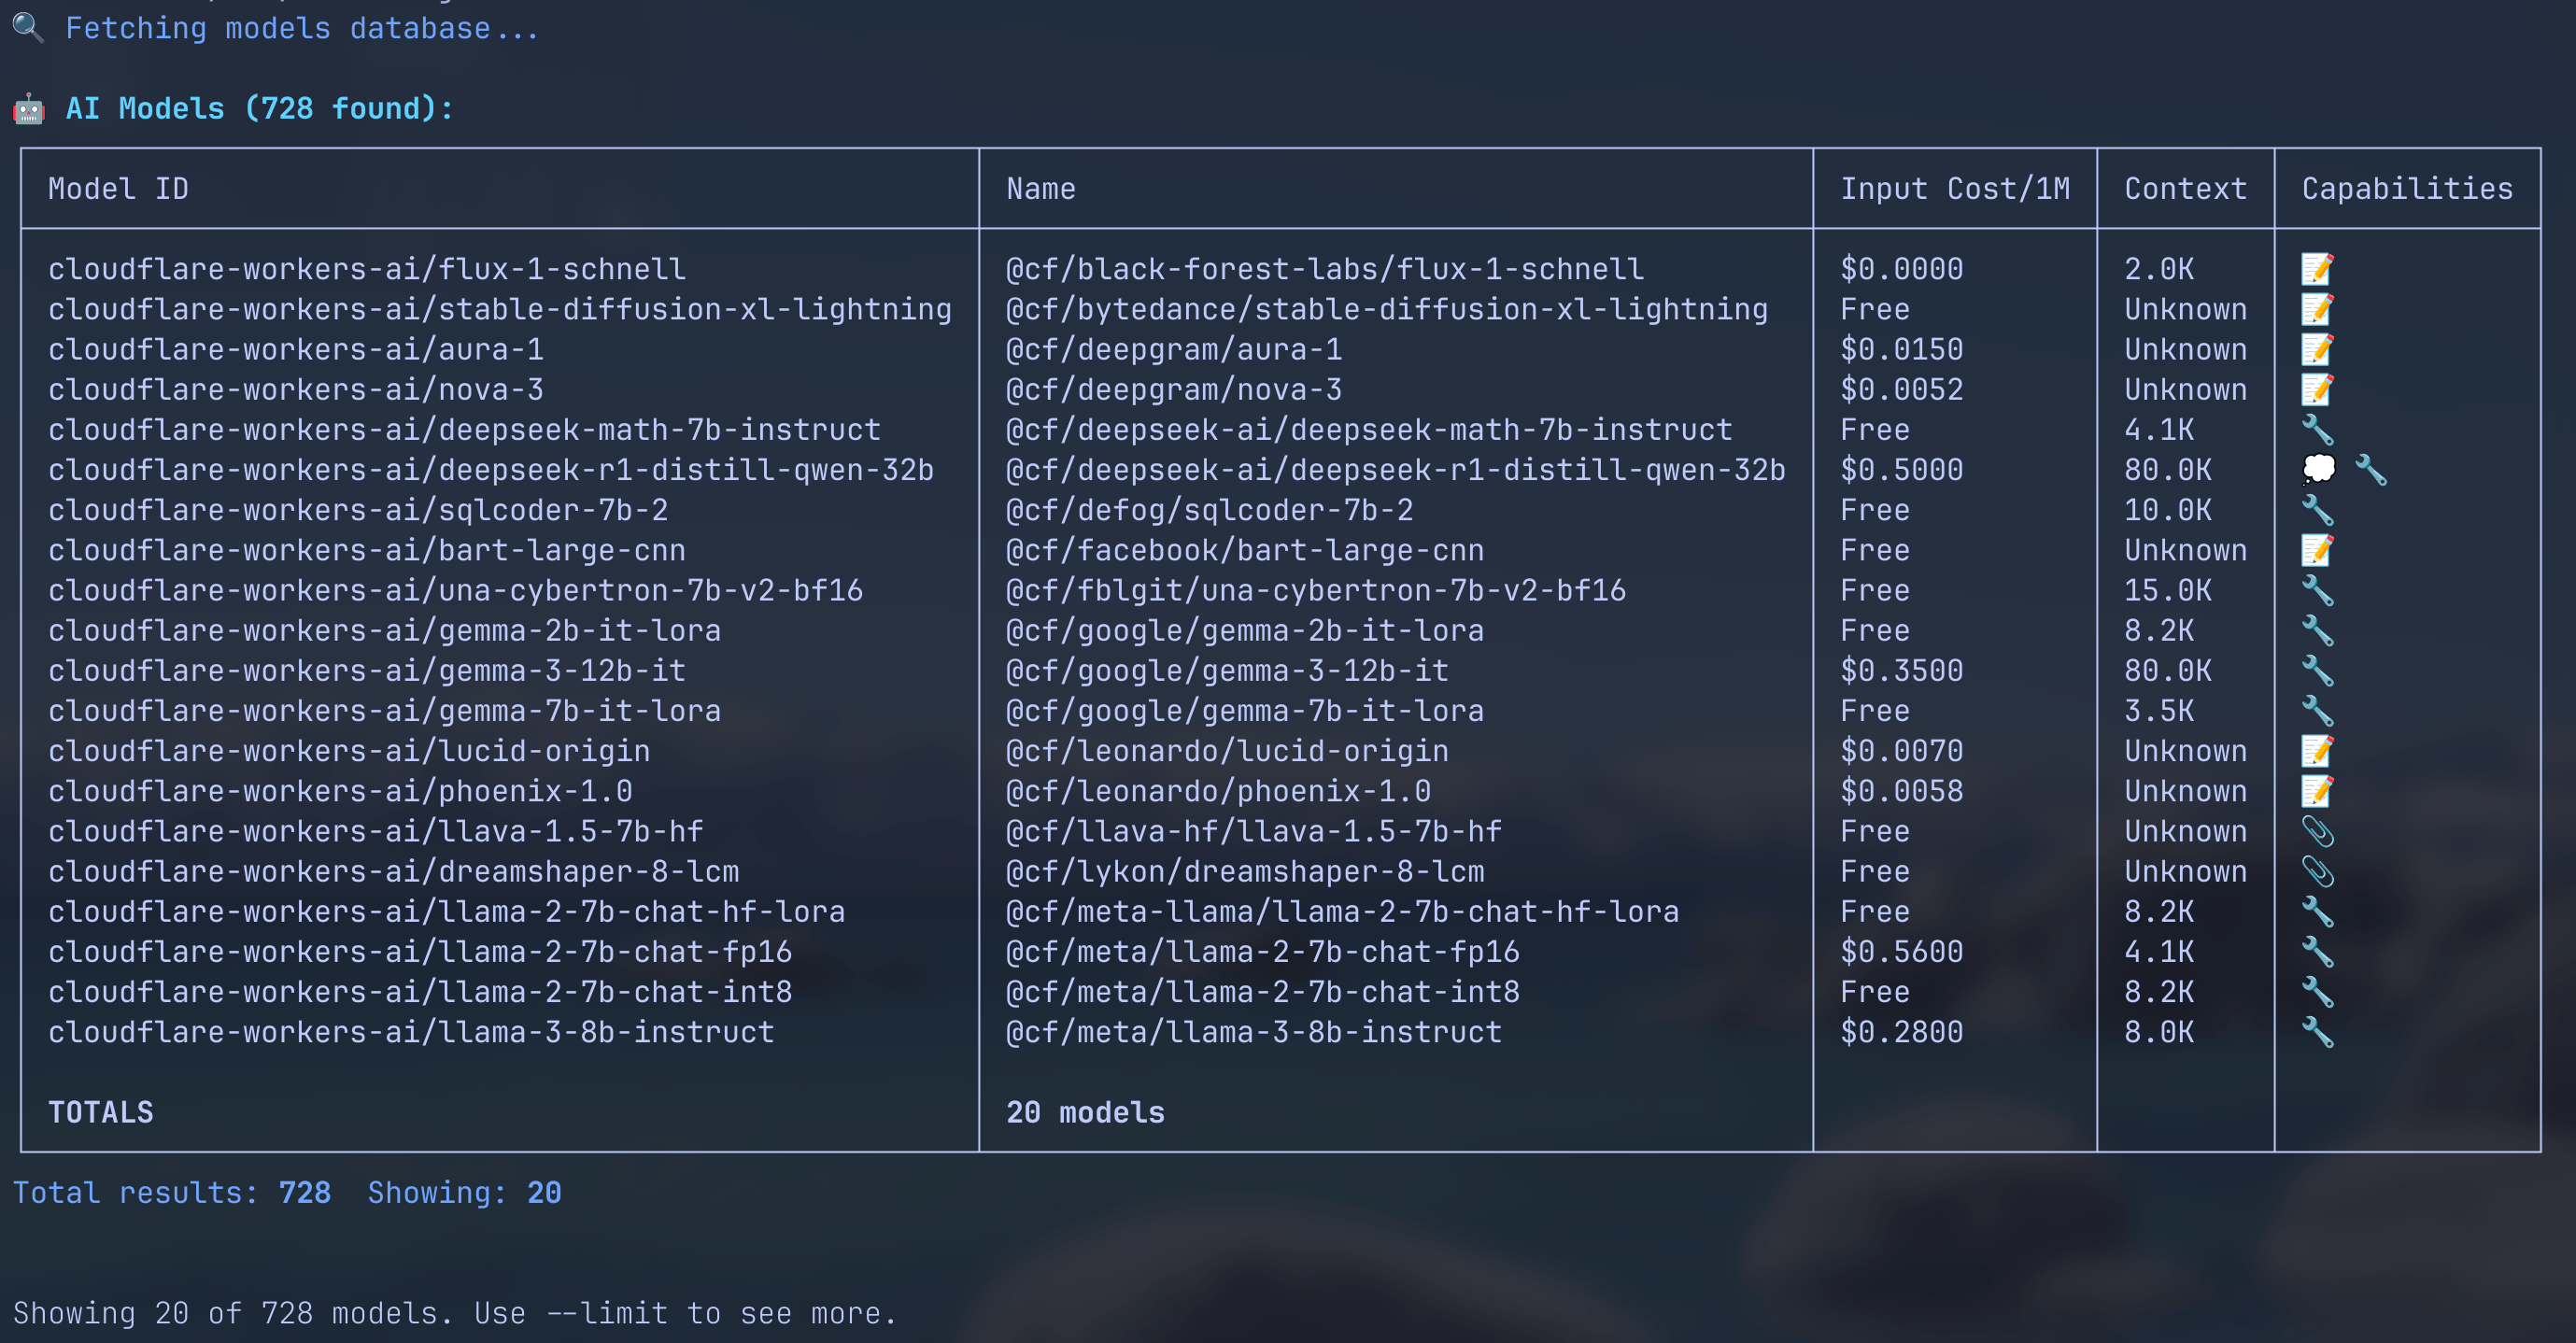 🔍 Fetching models database...
🤖 AI Models (728 found):
Model ID Name Input Cost/1M Context Capabilities
cloudflare-workers-ai/flux-1-schnell @cf/black-forest-labs/flux-1-schnell $0.0000 2.0K 📝
cloudflare-workers-ai/stable-diffusion-xl-lightning @cf/bytedance/stable-diffusion-xl-lightning Free Unknown 📝
cloudflare-workers-ai/aura-1 @cf/deepgram/aura-1 $0.0150 Unknown 📝
cloudflare-workers-ai/nova-3 @cf/deepgram/nova-3 $0.0052 Unknown 📝
cloudflare-workers-ai/deepseek-math-7b-instruct @cf/deepseek-ai/deepseek-math-7b-instruct Free 4.1K 🔧
cloudflare-workers-ai/deepseek-r1-distill-qwen-32b @cf/deepseek-ai/deepseek-r1-distill-qwen-32b $0.5000 80.0K 💭 🔧
cloudflare-workers-ai/sqlcoder-7b-2 @cf/defog/sqlcoder-7b-2 Free 10.0K 🔧
cloudflare-workers-ai/bart-large-cnn @cf/facebook/bart-large-cnn Free Unknown 📝
cloudflare-workers-ai/una-cybertron-7b-v2-bf16 @cf/fblgit/una-cybertron-7b-v2-bf16 Free 15.0K 🔧
cloudflare-workers-ai/gemma-2b-it-lora @cf/google/gemma-2b-it-lora Free 8.2K 🔧
cloudflare-workers-ai/gemma-3-12b-it @cf/google/gemma-3-12b-it $0.3500 80.0K 🔧
cloudflare-workers-ai/gemma-7b-it-lora @cf/google/gemma-7b-it-lora Free 3.5K 🔧
cloudflare-workers-ai/lucid-origin @cf/leonardo/lucid-origin $0.0070 Unknown 📝
cloudflare-workers-ai/phoenix-1.0 @cf/leonardo/phoenix-1.0 $0.0058 Unknown 📝
cloudflare-workers-ai/llava-1.5-7b-hf @cf/llava-hf/llava-1.5-7b-hf Free Unknown 📎
cloudflare-workers-ai/dreamshaper-8-lcm @cf/lykon/dreamshaper-8-lcm Free Unknown 📎
cloudflare-workers-ai/llama-2-7b-chat-hf-lora @cf/meta-llama/llama-2-7b-chat-hf-lora Free 8.2K 🔧
cloudflare-workers-ai/llama-2-7b-chat-fp16 @cf/meta/llama-2-7b-chat-fp16 $0.5600 4.1K 🔧
cloudflare-workers-ai/llama-2-7b-chat-int8 @cf/meta/llama-2-7b-chat-int8 Free 8.2K 🔧
cloudflare-workers-ai/llama-3-8b-instruct @cf/meta/llama-3-8b-instruct $0.2800 8.0K 🔧
TOTALS 20 models
Total results: 728 Showing: 20
Showing 20 of 728 models. Use --limit to see more.